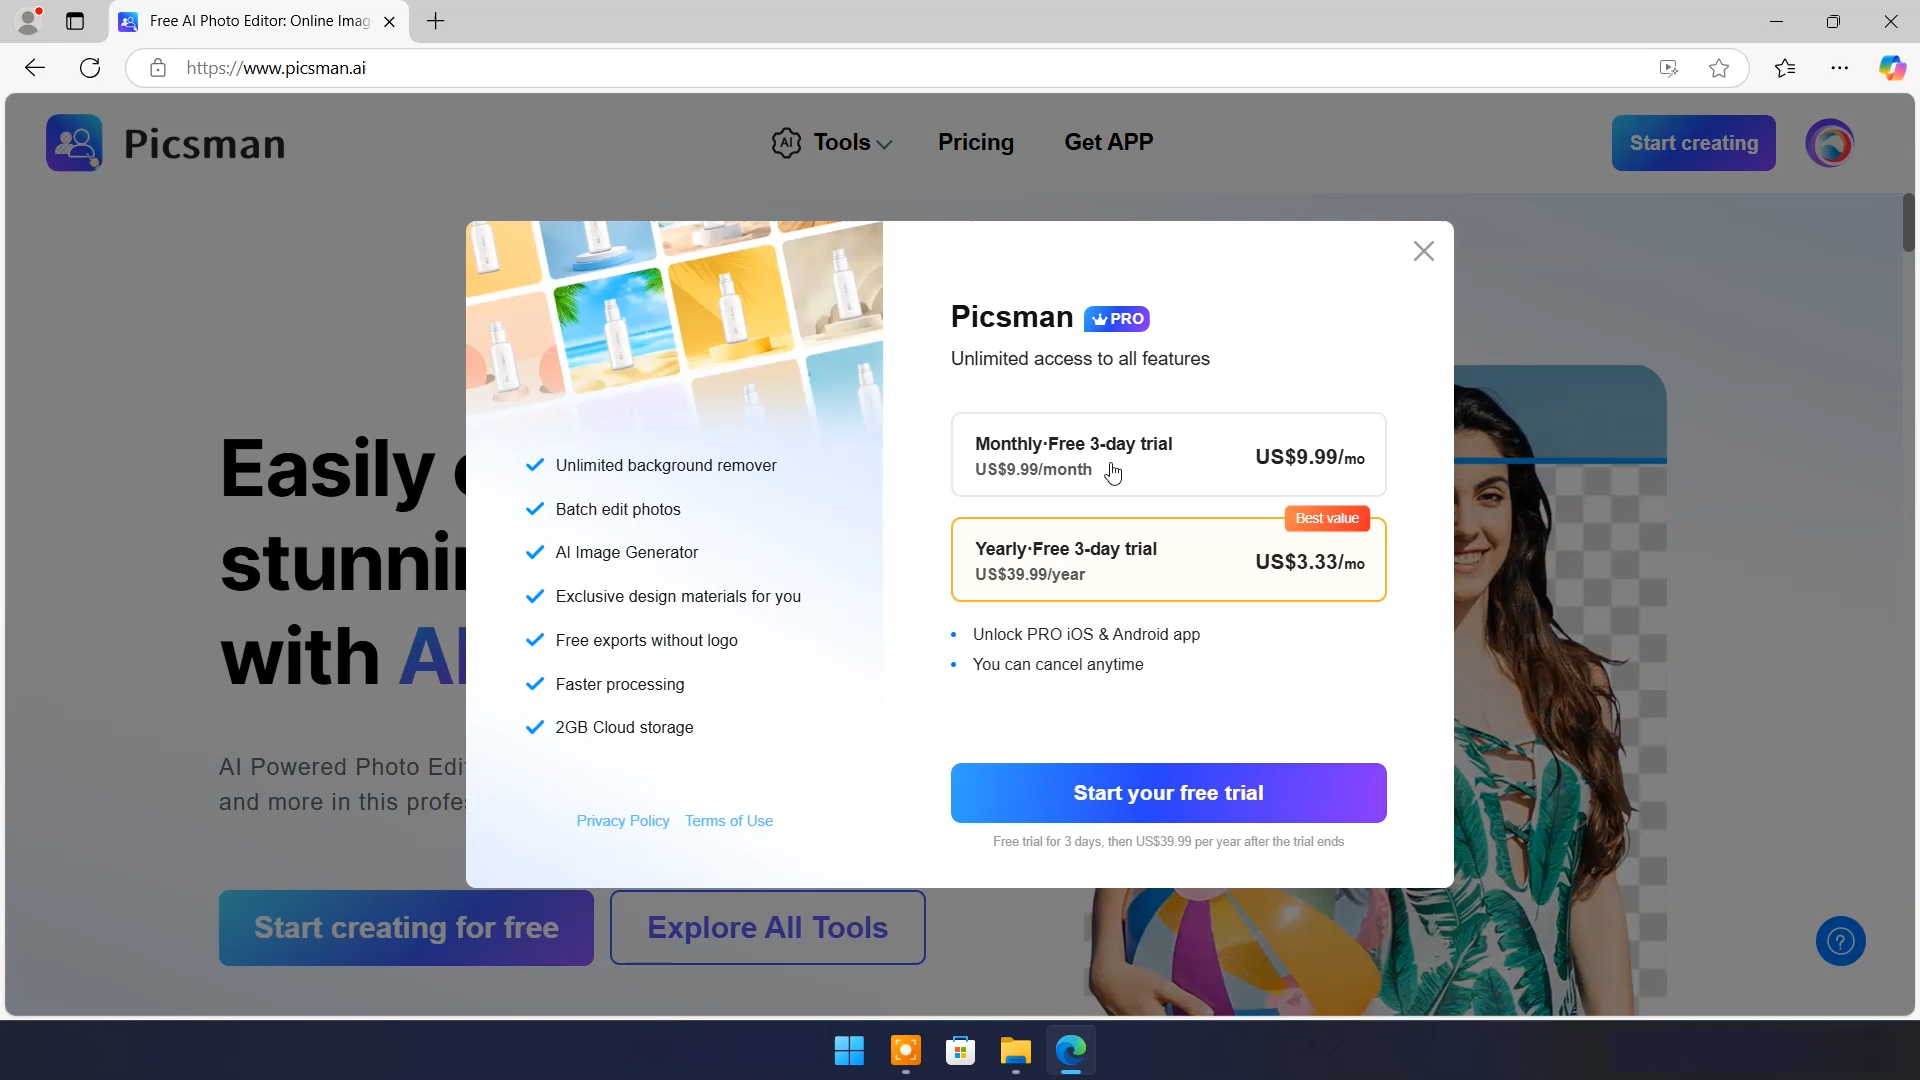 Free AI Photo Editor: Online Imag
https://www.picsman.ai
Picsman
AI
Tools
Pricing
Get APP
Start creating
Easily
stunni
with AI
AI Powered Photo Edi
and more in this profe
Start creating for free
Explore All Tools
Unlimited background remover
Batch edit photos
AI Image Generator
Exclusive design materials for you
Free exports without logo
Faster processing
2GB Cloud storage
Privacy Policy Terms of Use
Picsman PRO
Unlimited access to all features
Monthly·Free 3-day trial
US$9.99/month
US$9.99/mo
Best value
Yearly·Free 3-day trial
US$39.99/year
US$3.33/mo
• Unlock PRO iOS & Android app
• You can cancel anytime
Start your free trial
Free trial for 3 days, then US$39.99 per year after the trial ends